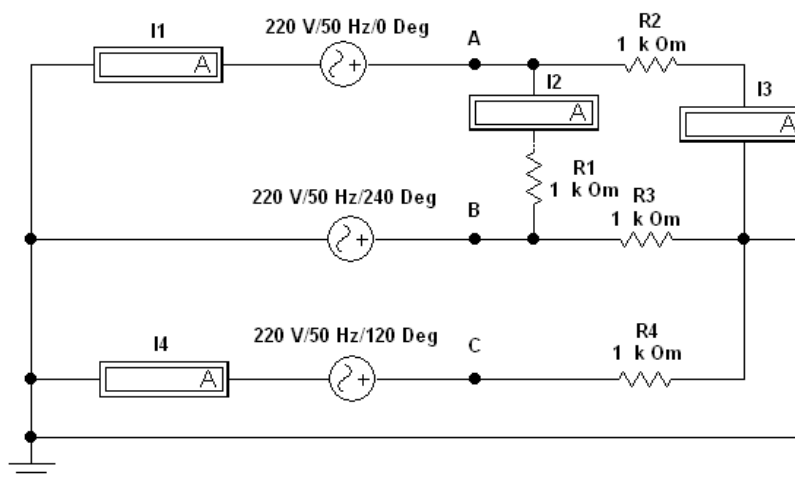 I1
220 V/50 Hz/0 Deg
A
R2
1 k Om
A
I2
A
I3
A
R1
1 k Om
220 V/50 Hz/240 Deg
B
R3
1 k Om
I4
A
220 V/50 Hz/120 Deg
C
R4
1 k Om